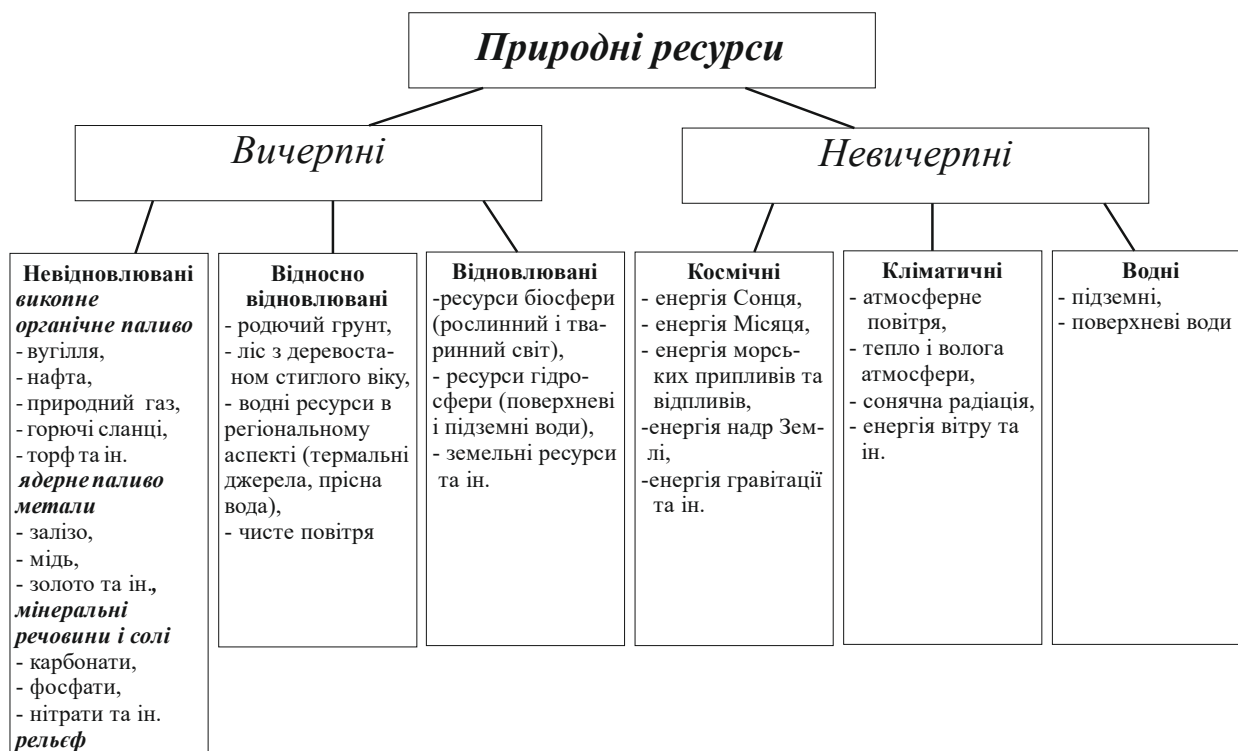 Природні ресурси
Вичерпні
Невичерпні
Невідновлювані
викопне
органічне паливо
- вугілля,
- нафта,
- природний газ,
- горючі сланці,
- торф та ін.
ядерне паливо
метали
- залізо,
- мідь,
- золото та ін.,
мінеральні
речовини і солі
- карбонати,
- фосфати,
- нітрати та ін.
рельєф
Відносно
відновлювані
- родючий грунт,
- ліс з деревоста-
ном стиглого віку,
- водні ресурси в
регіональному
аспекті (термальні
джерела, прісна
вода),
- чисте повітря
Відновлювані
-ресурси біосфери
(рослинний і тва-
ринний світ),
- ресурси гідро-
сфери (поверхневі
і підземні води),
- земельні ресурси
та ін.
Космічні
- енергія Сонця,
- енергія Місяця,
- енергія морсь-
ких припливів та
відпливів,
-енергія надр Зем-
лі,
-енергія гравітації
та ін.
Кліматичні
- атмосферне
повітря,
- тепло і волога
атмосфери,
- сонячна радіація,
- енергія вітру та
ін.
Водні
- підземні,
- поверхневі води